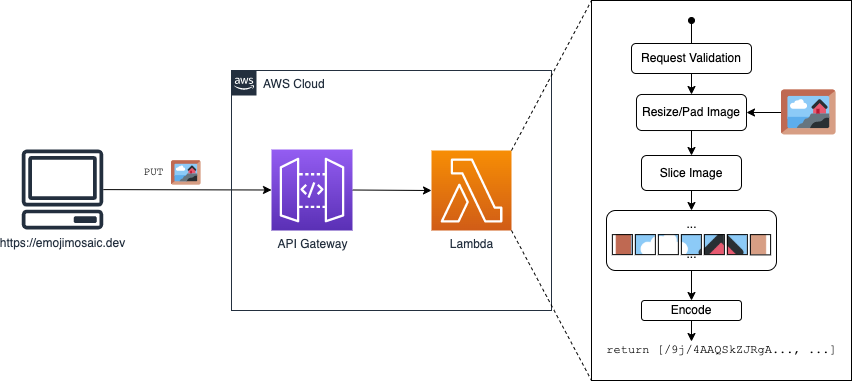 https://emojimosaic.dev
PUT
aws
AWS Cloud
</>
API Gateway
Lambda
Request Validation
Resize/Pad Image
Slice Image
...
...
Encode
return [/9j/4AAQSkZJRgA..., ...]